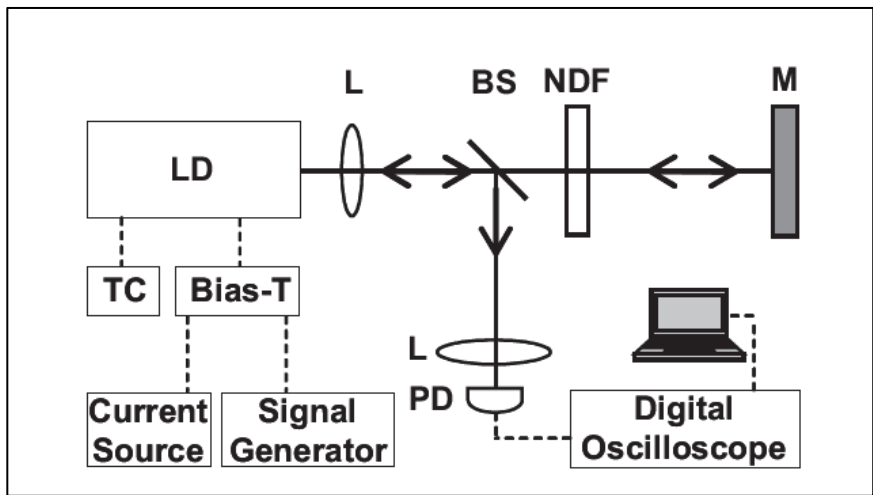 L
BS
NDF
M
LD
TC
Bias-T
L
PD
Current
Source
Signal
Generator
Digital
Oscilloscope